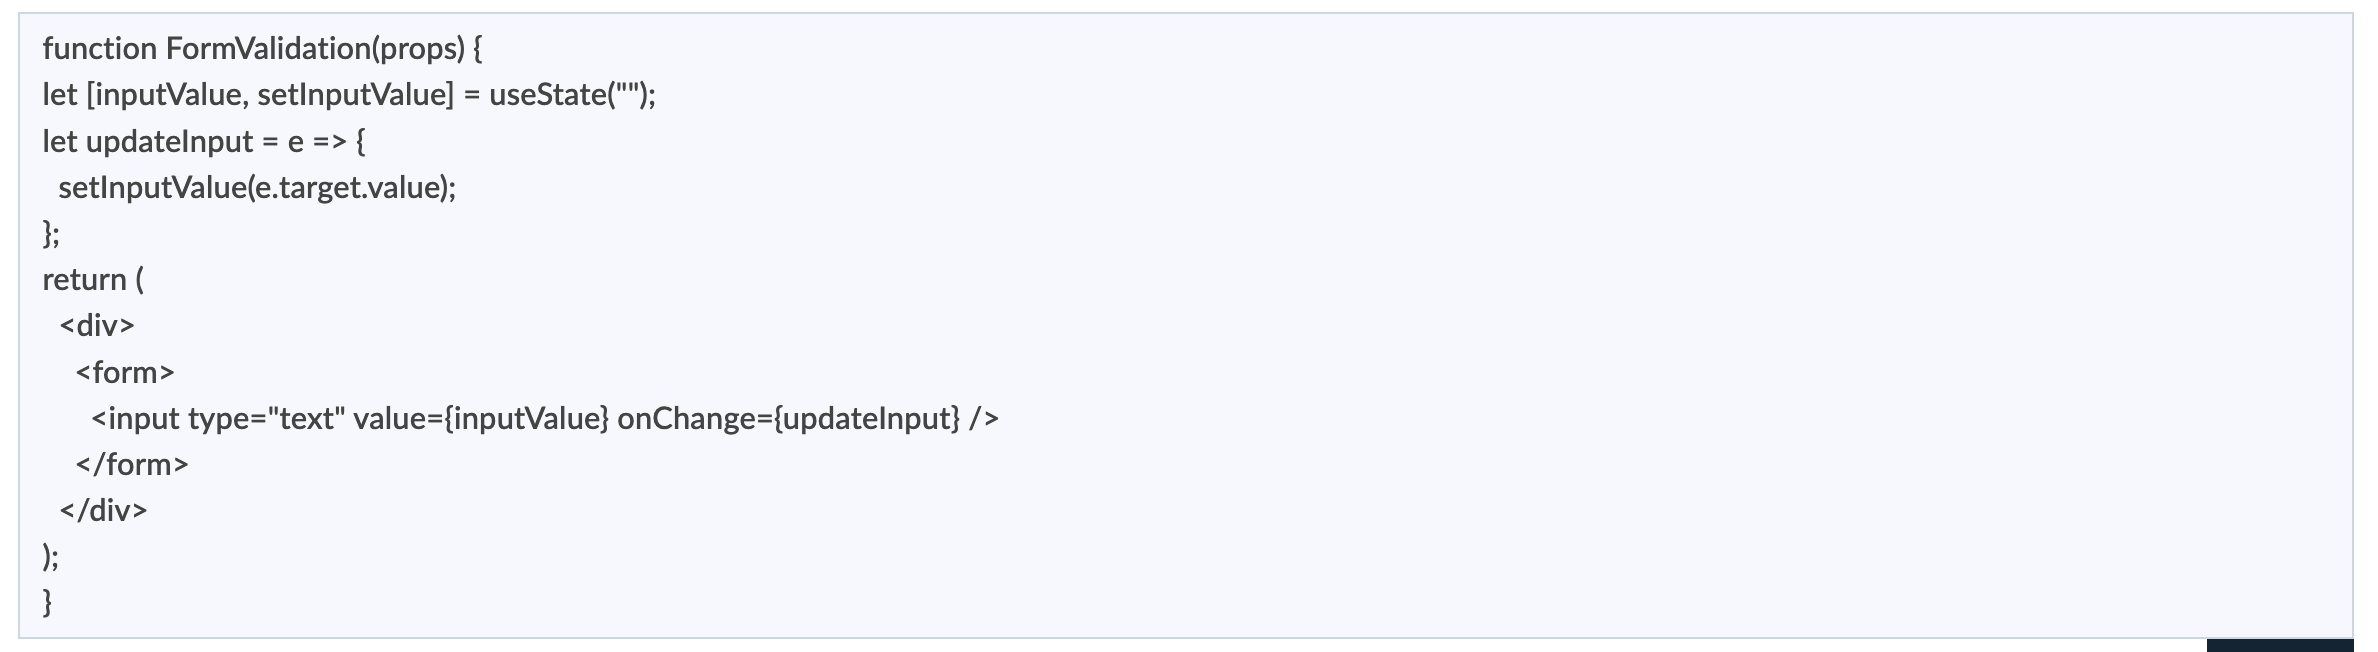 function FormValidation(props) {
let [inputValue, setInputValue] = useState("");
let updateInput = e => {
  setInputValue(e.target.value);
};
return (
  <div>
    <form>
      <input type="text" value={inputValue} onChange={updateInput} />
    </form>
  </div>
);
}